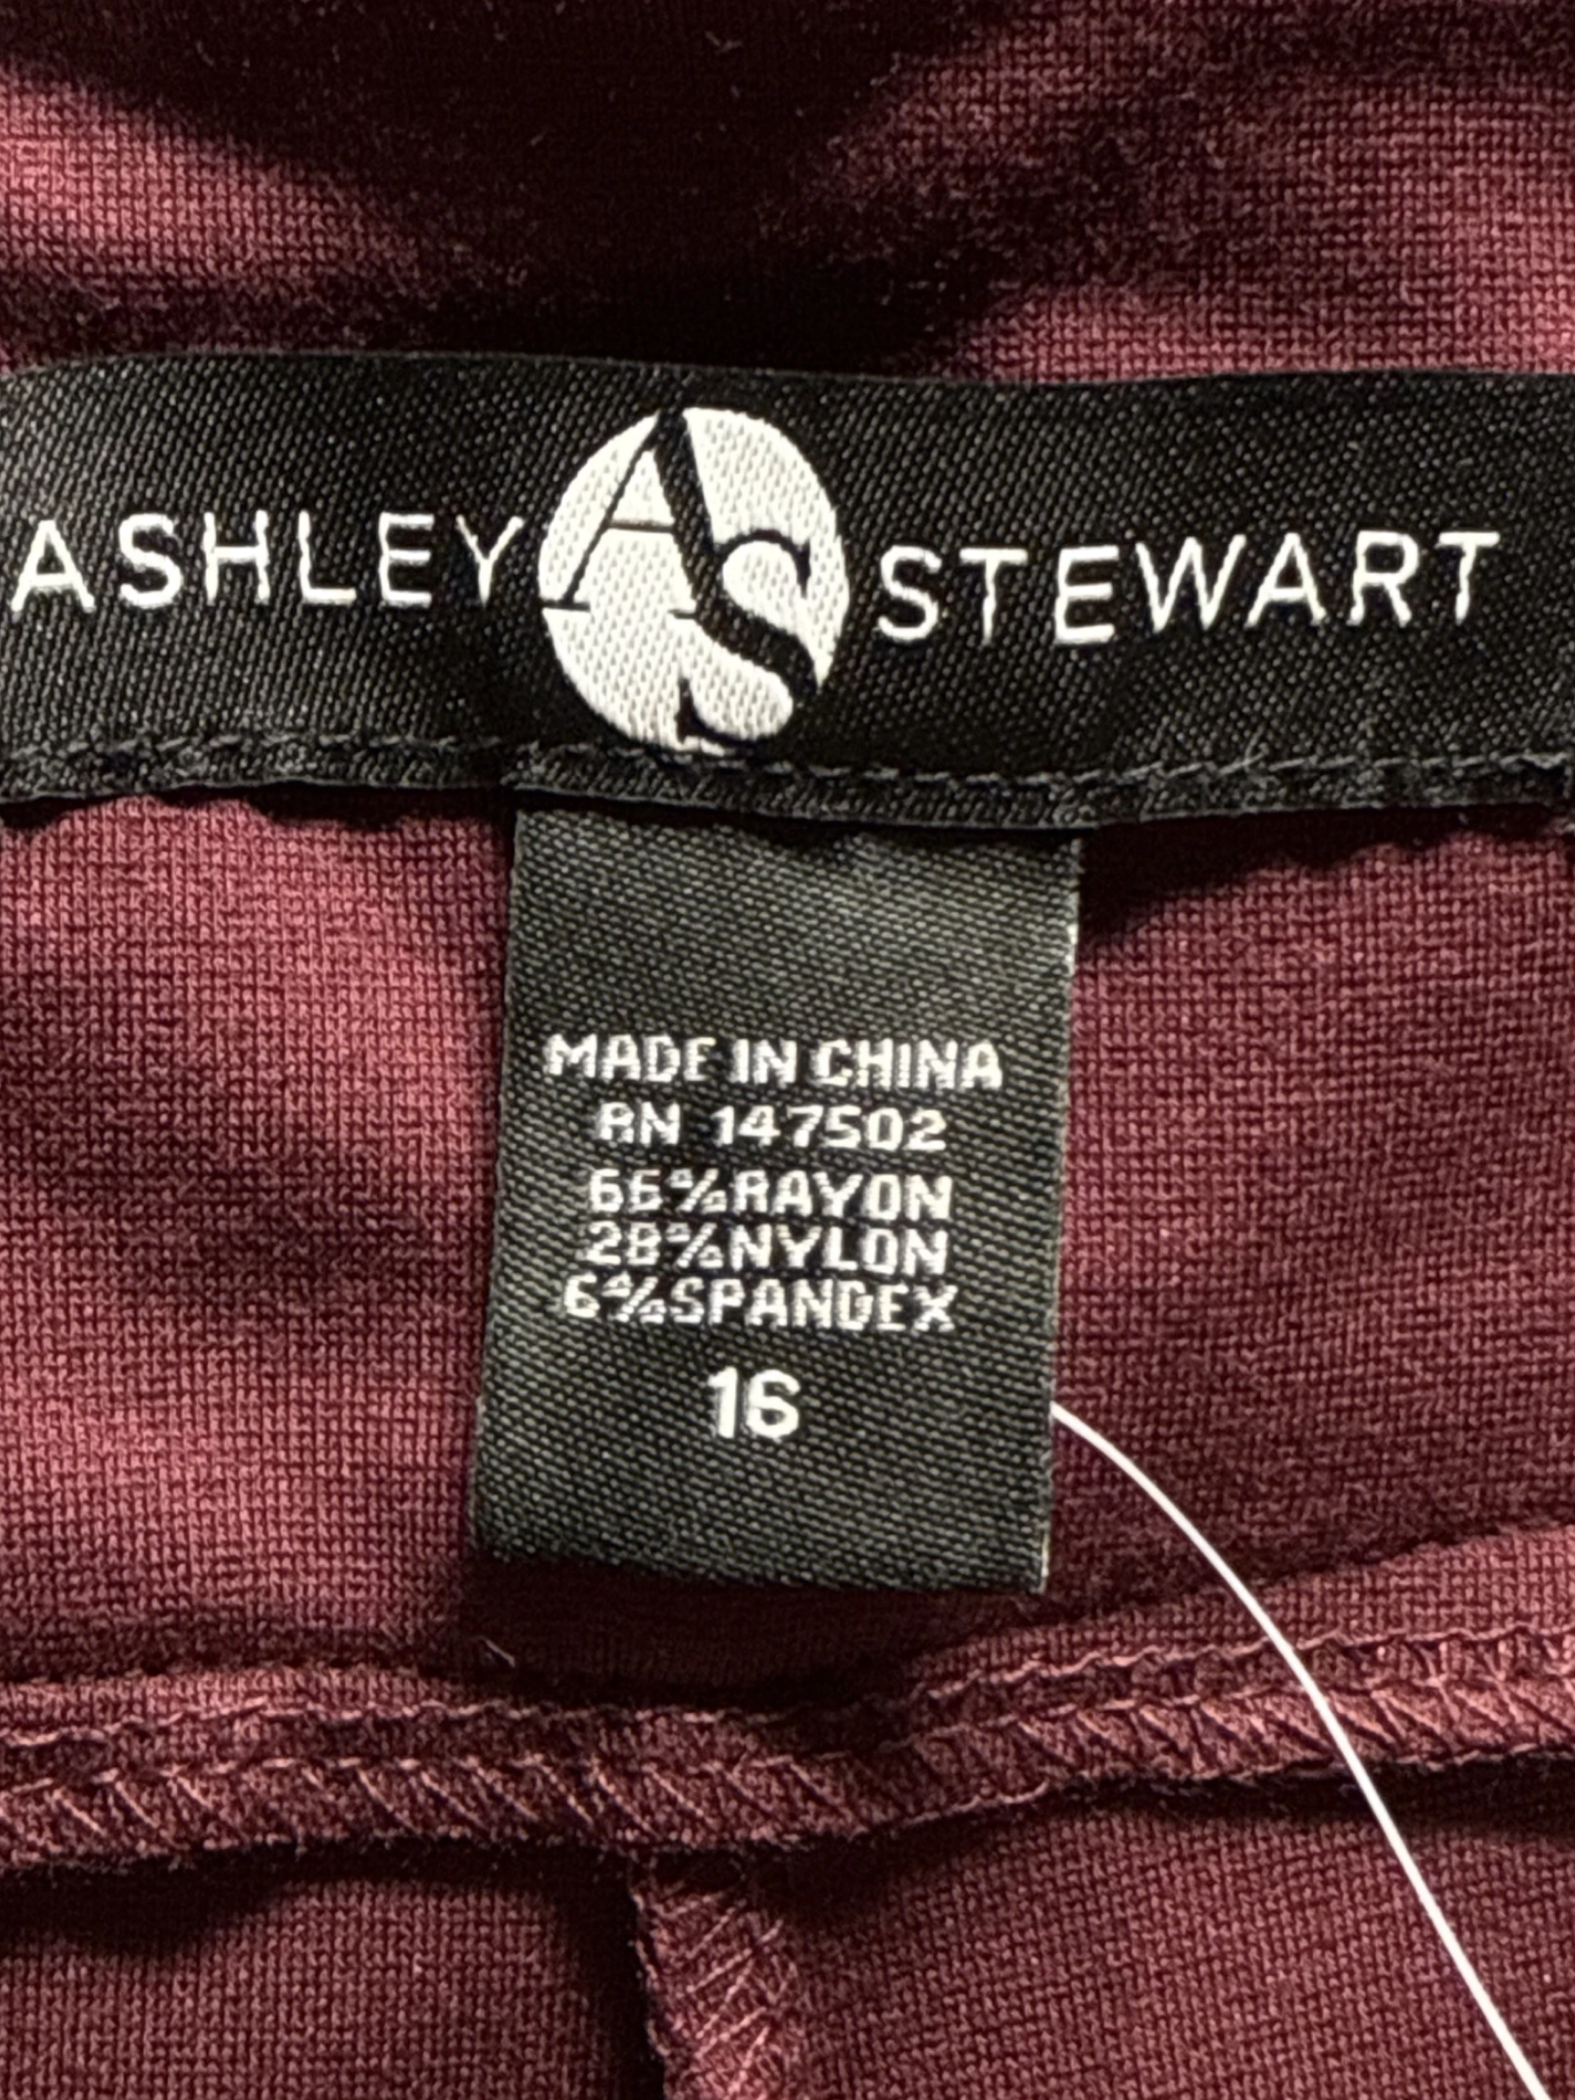 ASHLEY AS STEWART
MADE IN CHINA
RN 147502
66%RAYON
28%NYLON
6%SPANDEX
16